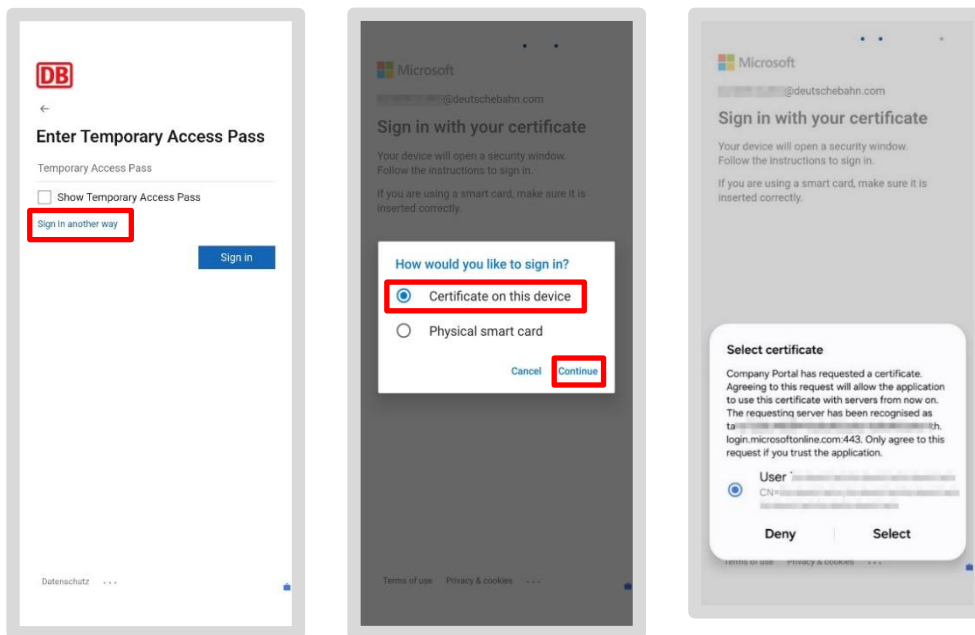 DB
Enter Temporary Access Pass
Temporary Access Pass
Show Temporary Access Pass
Sign in another way
Sign in
Datenschutz ...
Microsoft
@deutschebahn.com
Sign in with your certificate
Your device will open a security window.
Follow the instructions to sign in.
If you are using a smart card, make sure it is
inserted correctly.
How would you like to sign in?
Certificate on this device
Physical smart card
Cancel Continue
Terms of use Privacy & cookies ...
Microsoft
@deutschebahn.com
Sign in with your certificate
Your device will open a security window.
Follow the instructions to sign in.
If you are using a smart card, make sure it is
inserted correctly.
Select certificate
Company Portal has requested a certificate.
Agreeing to this request will allow the application
to use this certificate with servers from now on.
The requesting server has been recognised as
ta th.
login.microsoftonline.com:443. Only agree to this
request if you trust the application.
User
CN=
Deny Select
Terms of use Privacy & cookies ...